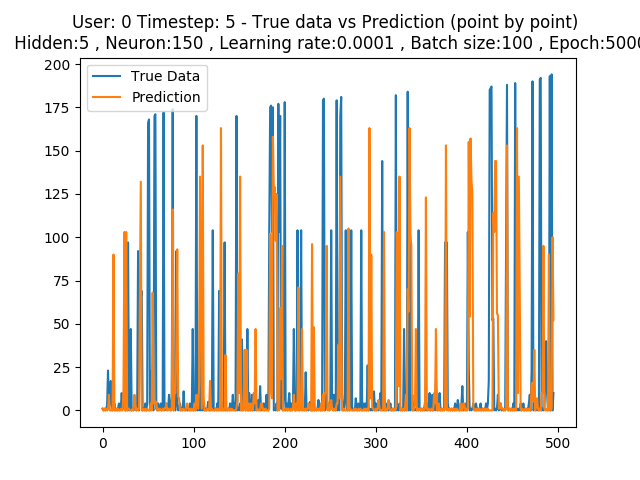 User: 0 Timestep: 5 - True data vs Prediction (point by point)
Hidden:5 , Neuron:150 , Learning rate:0.0001 , Batch size:100 , Epoch:5000
200
175
150
125
100
75
50
25
0
True Data
Prediction
0 100 200 300 400 500